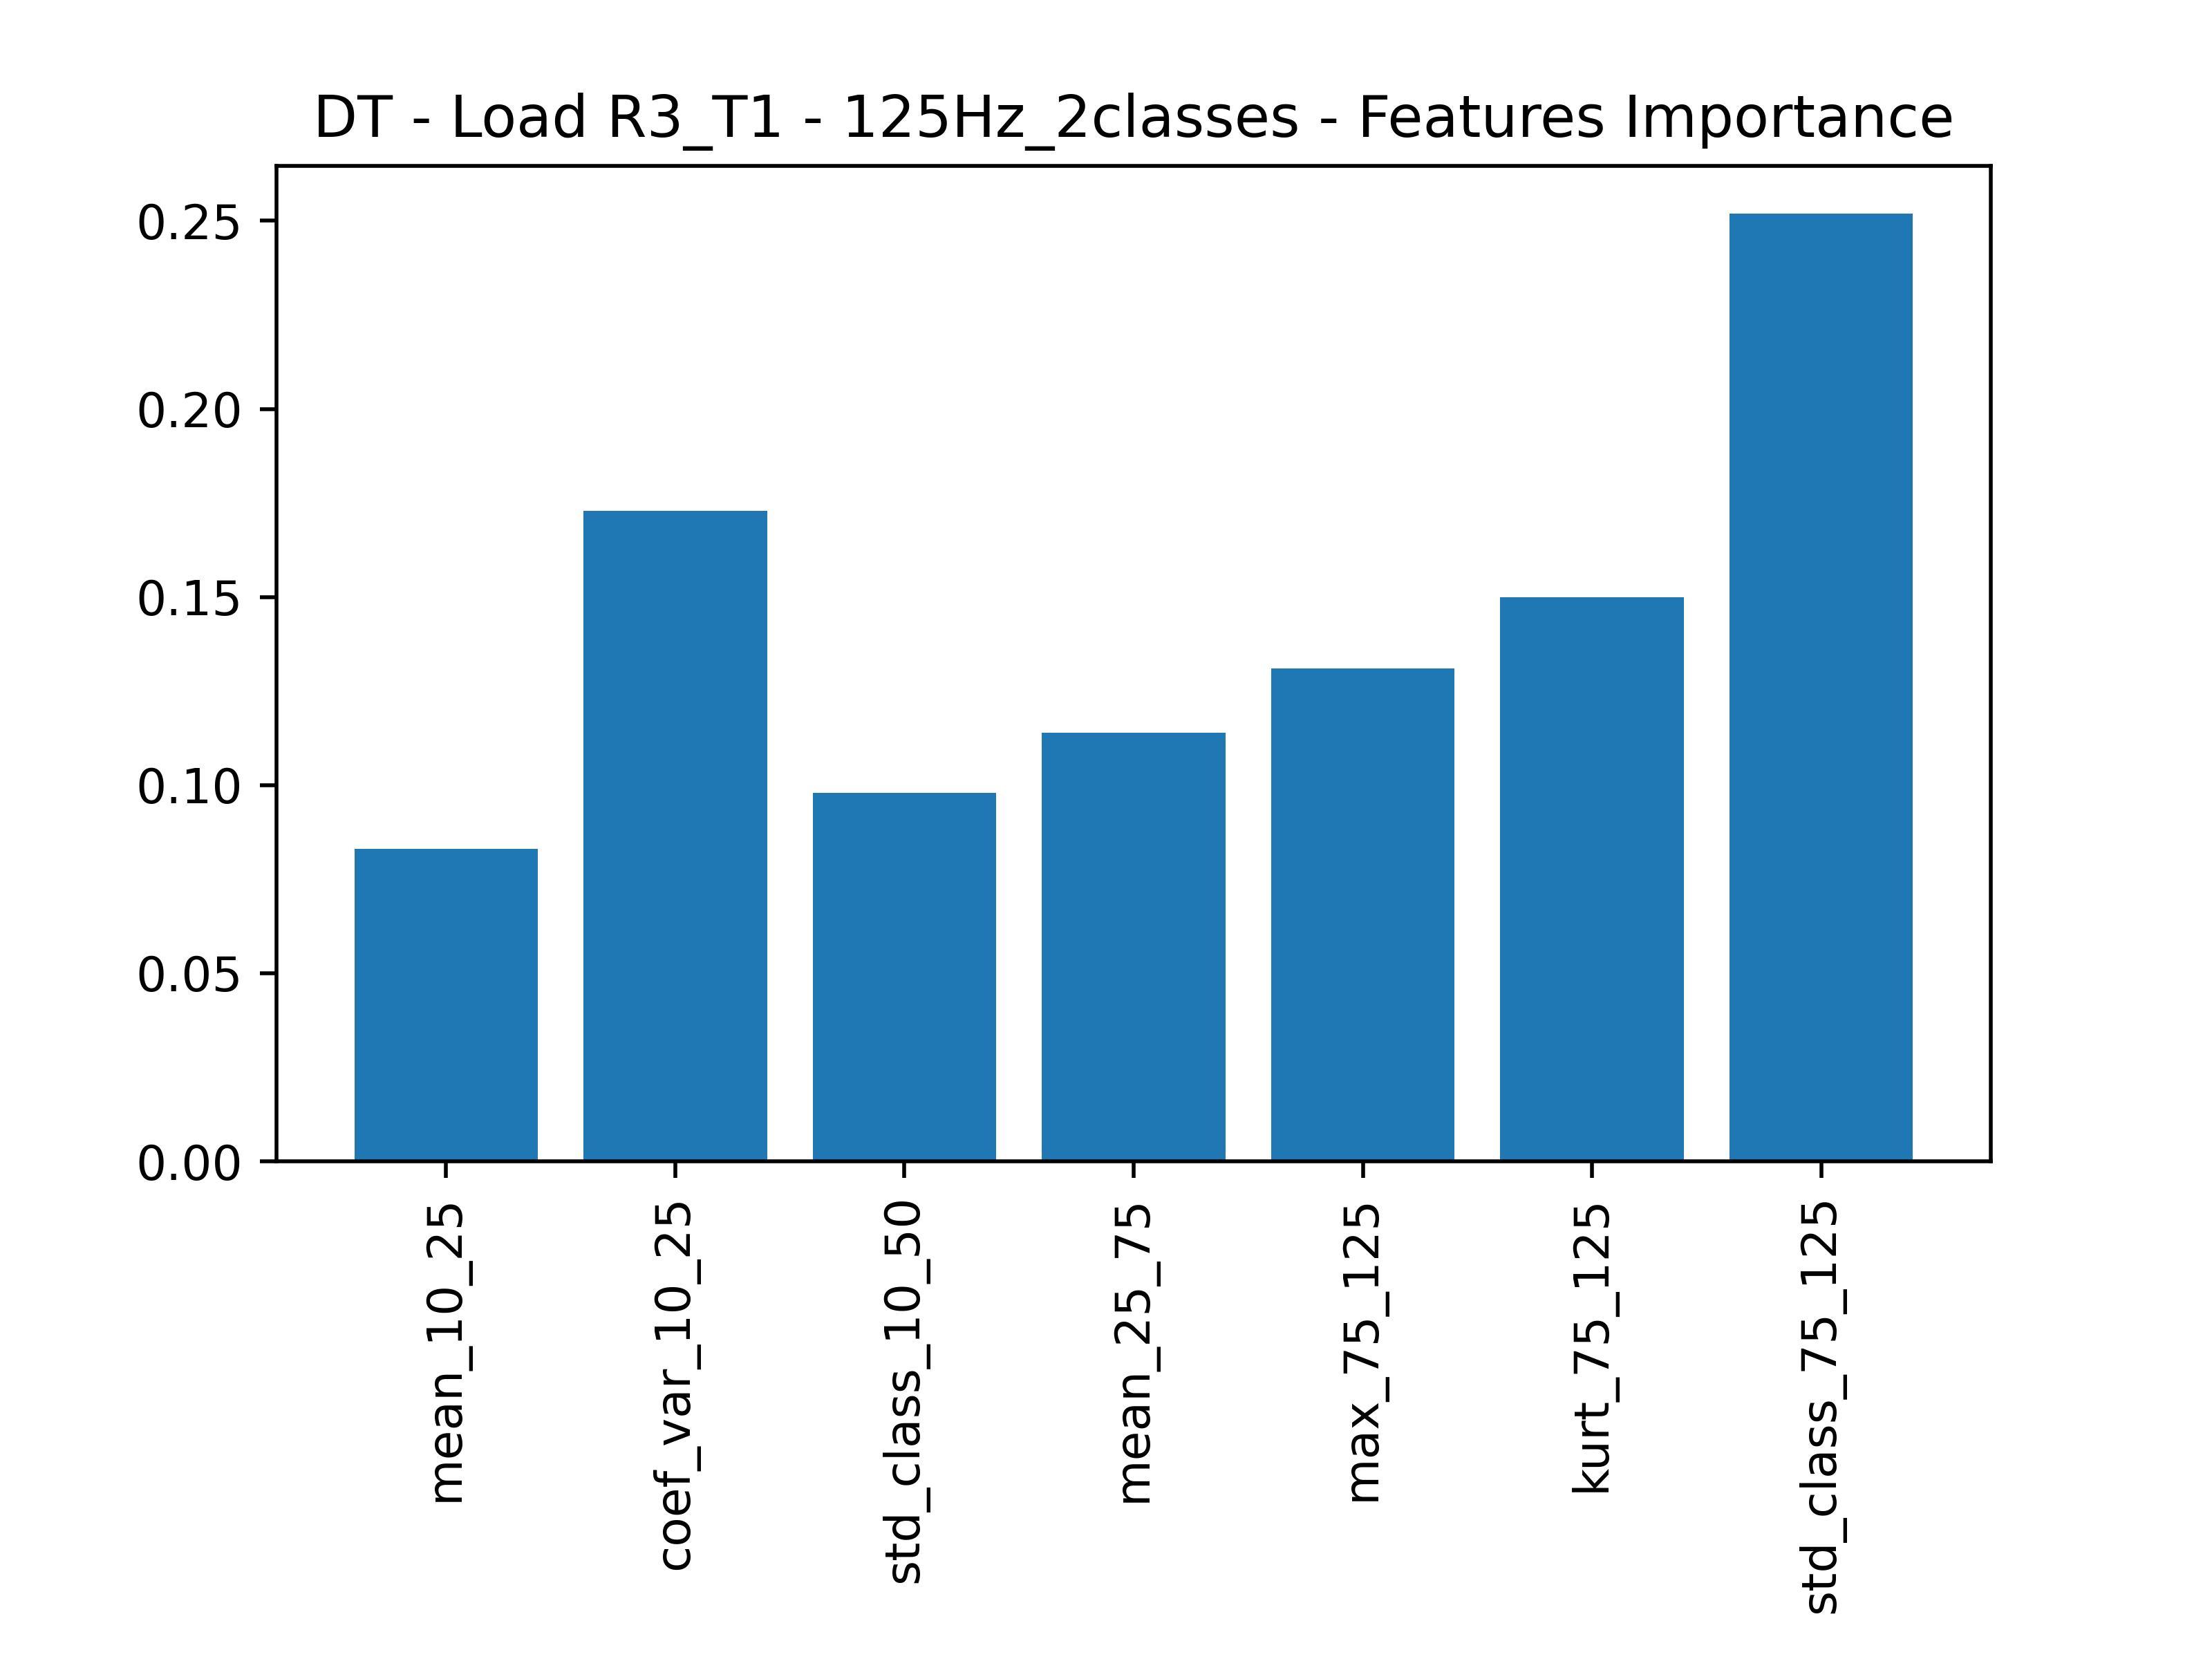 DT - Load R3_T1 - 125Hz_2classes - Features Importance
0.25
0.20
0.15
0.10
0.05
0.00
mean_10_25
coef_var_10_25
std_class_10_50
mean_25_75
max_75_125
kurt_75_125
std_class_75_125